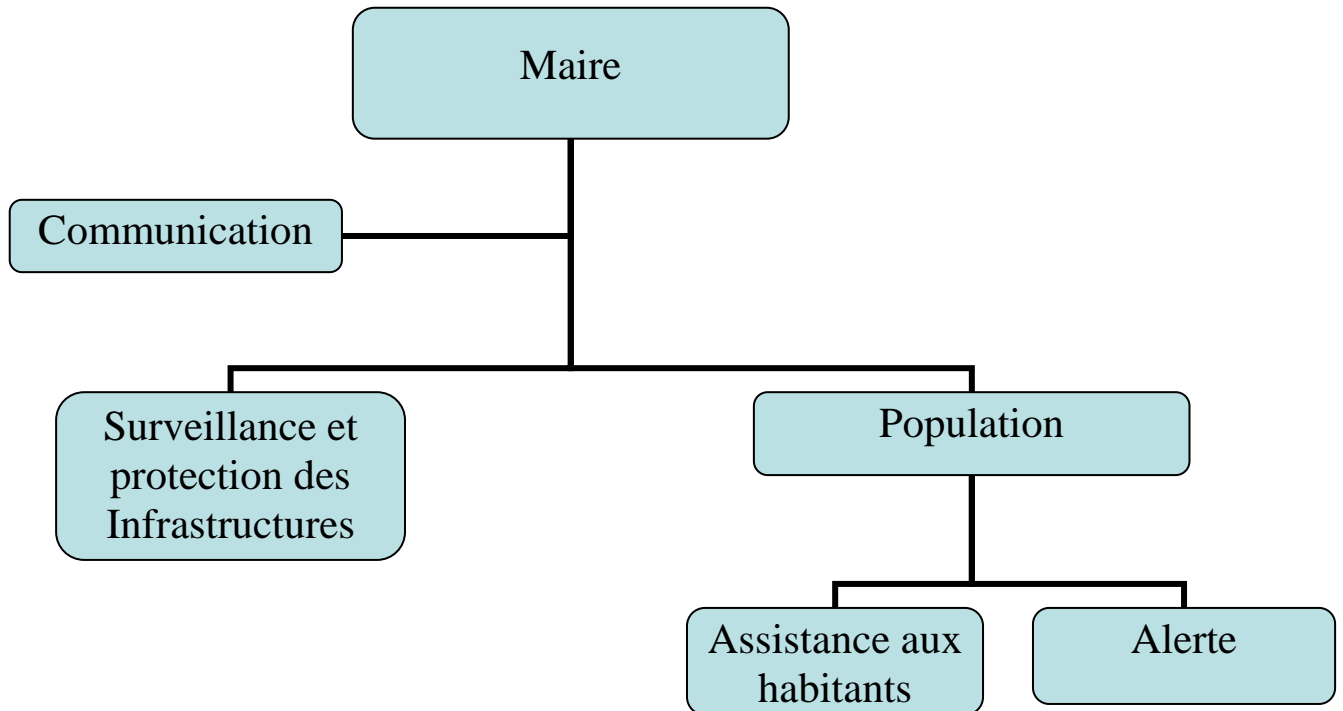 Maire
Communication
Surveillance et
protection des
Infrastructures
Population
Assistance aux
habitants
Alerte